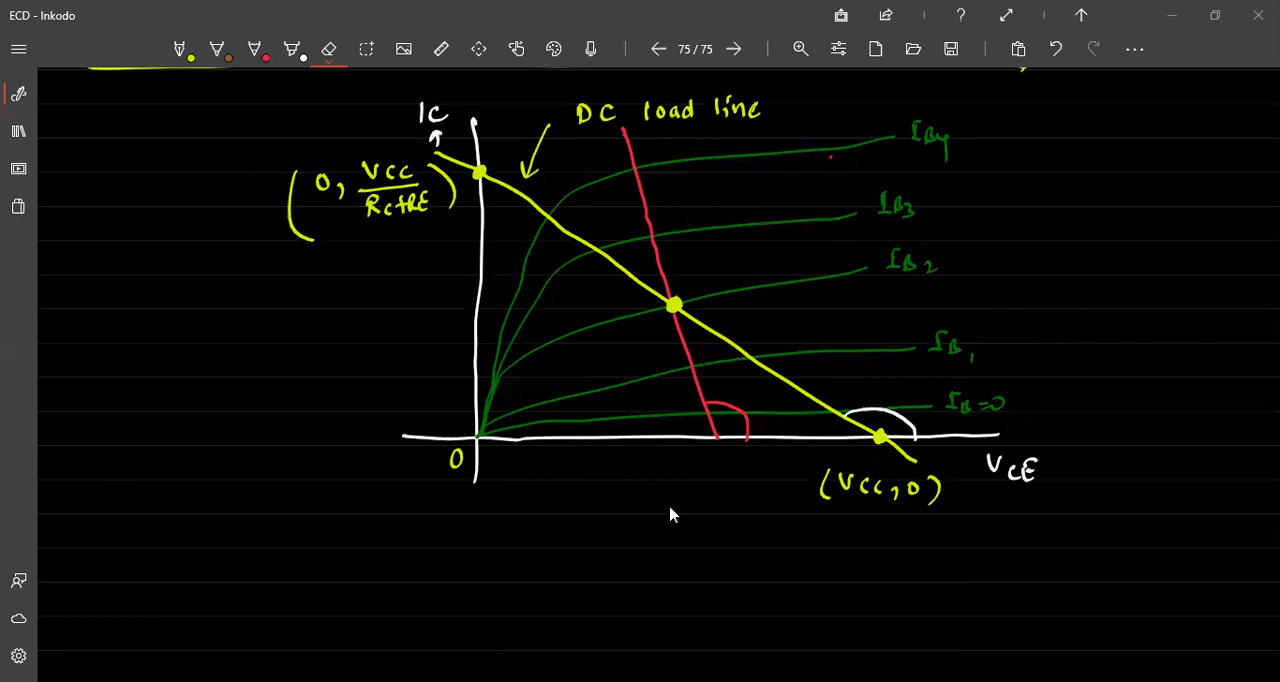 ECD - Inkodo
75 / 75
IC
DC load line
(0, VCC
RC+RE)
IB4
IB3
IB2
IB1
IB=0
0
VCE
(VCC, 0)